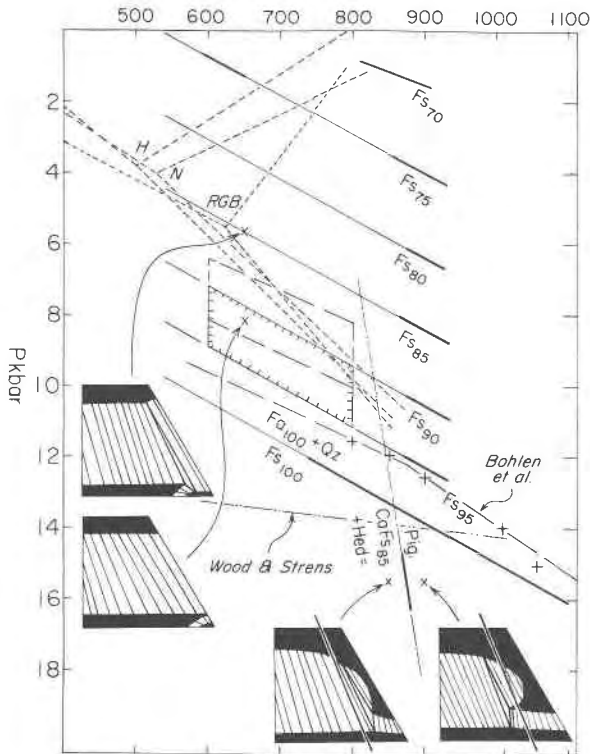 500 600 700 800 900 1000 1100
2
4
6
8
10
12
14
16
18
P kbar
H
N
RGB
Fs70
Fs75
Fs80
Fs85
Fs90
Fs95
Fa100 + Qz
Fs100
Bohlen
et al.
Wood & Strens
Pig.
CaFs85
+Hed =